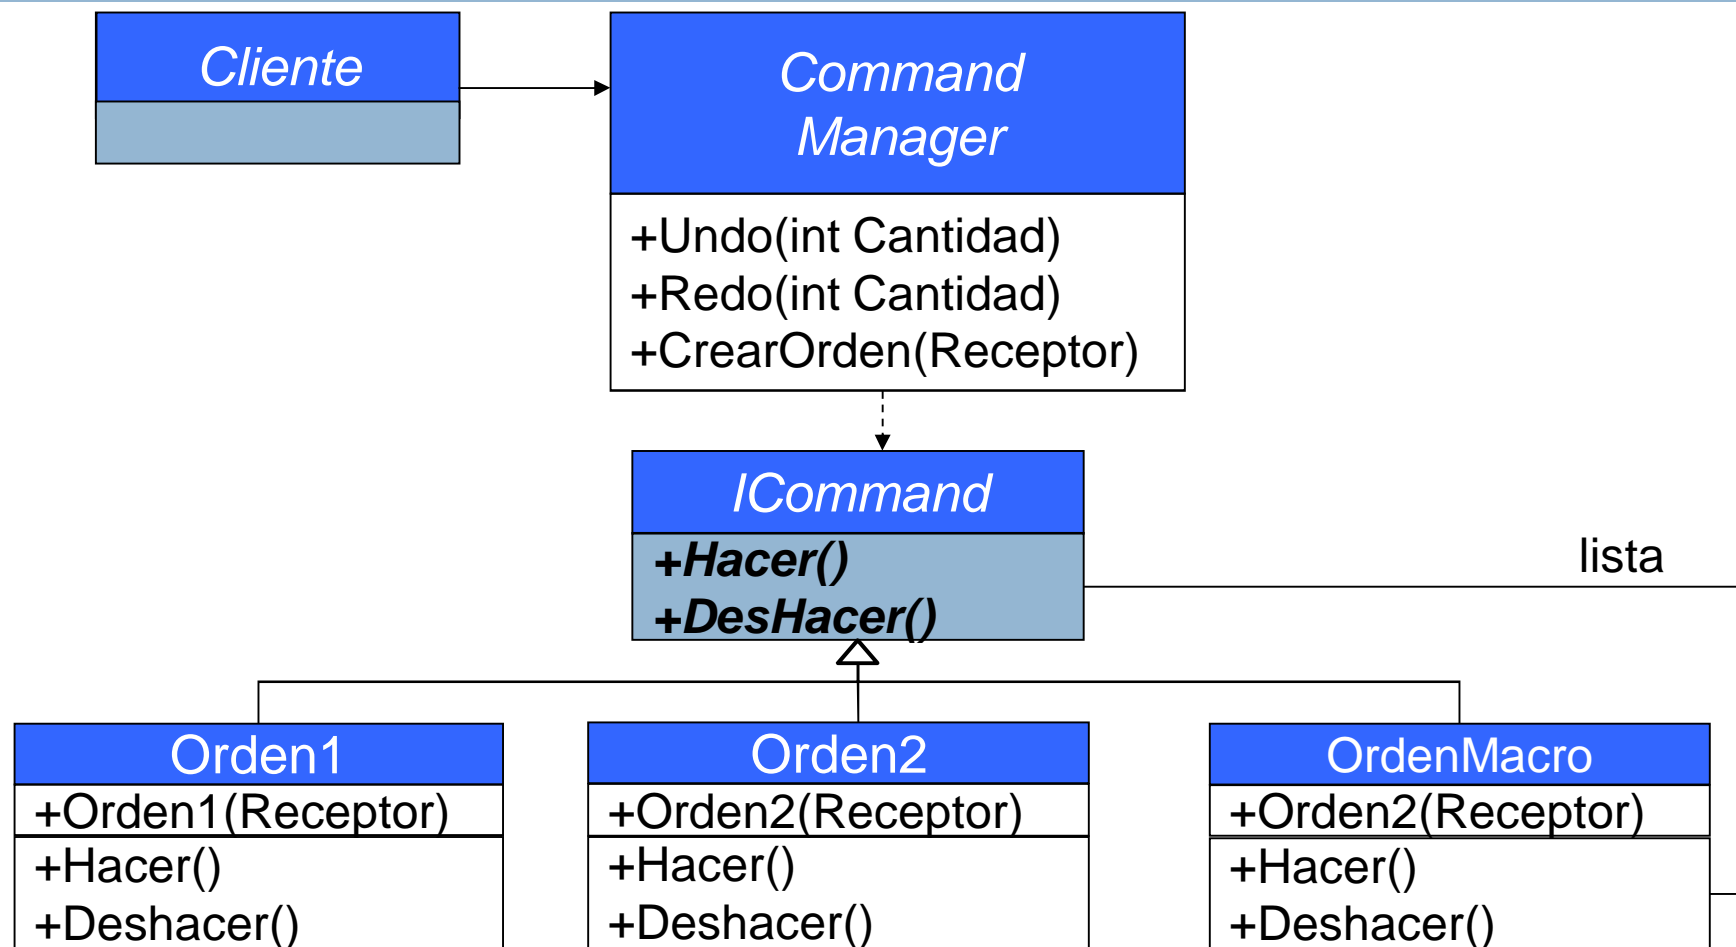 Cliente
Command
Manager
+Undo(int Cantidad)
+Redo(int Cantidad)
+CrearOrden(Receptor)
ICommand
+Hacer()
+DesHacer()
lista
Orden1
+Orden1(Receptor)
+Hacer()
+Deshacer()
Orden2
+Orden2(Receptor)
+Hacer()
+Deshacer()
OrdenMacro
+Orden2(Receptor)
+Hacer()
+Deshacer()